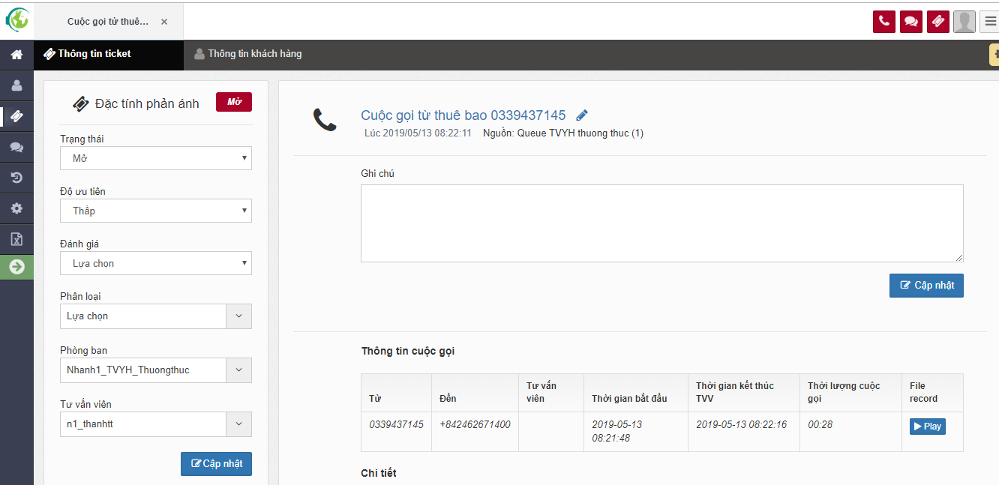 Cuộc gọi từ thuê... ×
Thông tin ticket
Thông tin khách hàng
Đặc tính phản ánh
Mở
Trạng thái
Mở
Độ ưu tiên
Thấp
Đánh giá
Lựa chọn
Phân loại
Lựa chọn
Phòng ban
Nhanh1_TVYH_Thuongthuc
Tư vấn viên
n1_thanhtt
Cập nhật
Cuộc gọi từ thuê bao 0339437145
Lúc 2019/05/13 08:22:11 Nguồn: Queue TVYH thuong thuc (1)
Ghi chú
Cập nhật
Thông tin cuộc gọi
Từ
Đến
Tư vấn
viên
Thời gian bắt đầu
Thời gian kết thúc
TVV
Thời lượng cuộc
gọi
File
record
0339437145
+842462671400
2019-05-13
08:21:48
2019-05-13 08:22:16
00:28
Play
Chi tiết